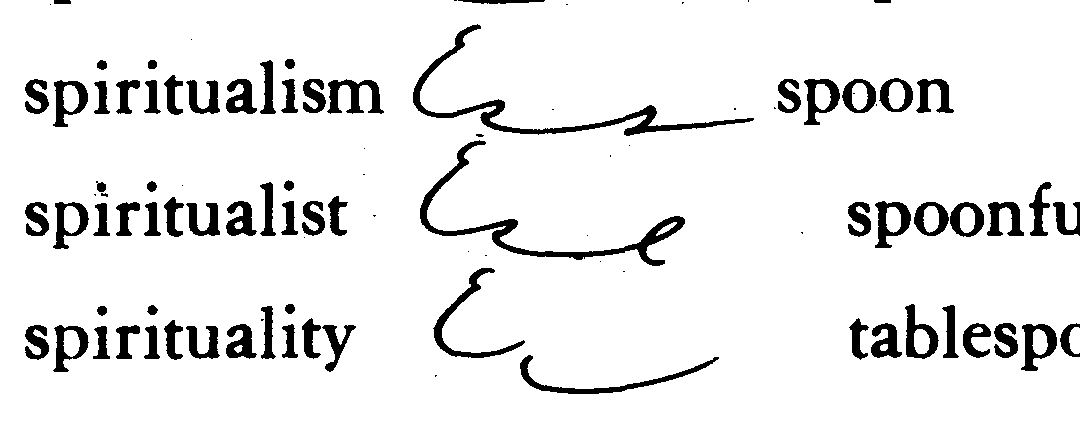 spiritualism spoon
spiritualist spoonfu
spirituality tablespo